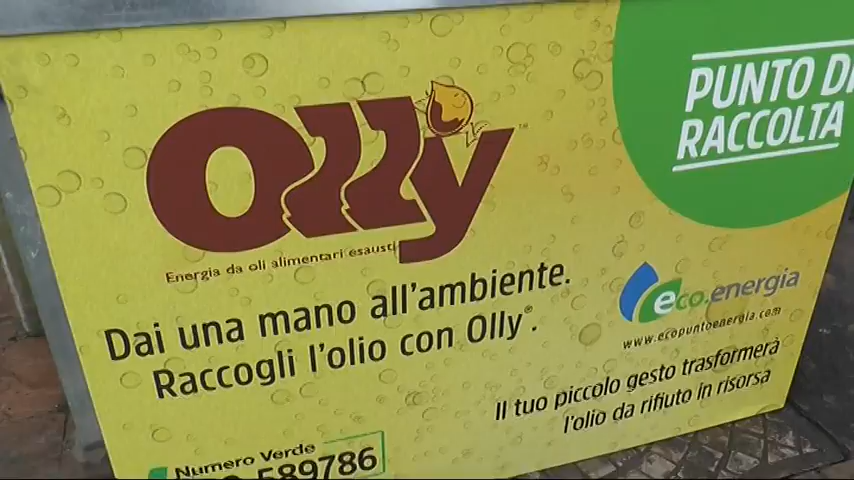 Olly™
Energia da oli alimentari esausti
Dai una mano all'ambiente.
Raccogli l'olio con Olly®.
Numero Verde
589786
PUNTO DI
RACCOLTA
eco.energia
www.ecopuntoenergia.com
Il tuo piccolo gesto trasformerà
l'olio da rifiuto in risorsa